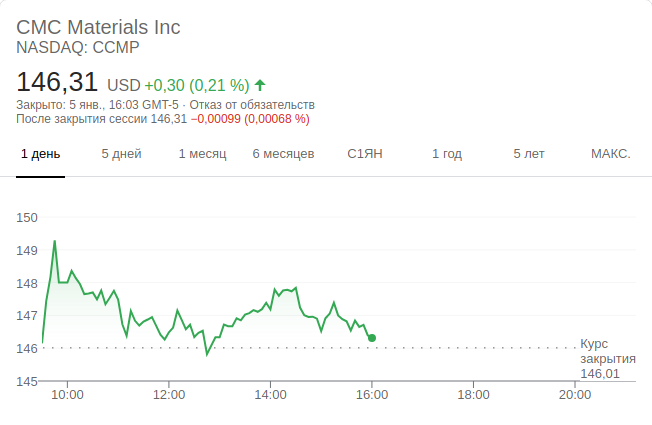 CMC Materials Inc
NASDAQ: CCMP
146,31 USD +0,30 (0,21 %)
Закрыто: 5 янв., 16:03 GMT-5 · Отказ от обязательств
После закрытия сессии 146,31 −0,00099 (0,00068 %)
1 день 5 дней 1 месяц 6 месяцев С1ЯН 1 год 5 лет МАКС.
150
149
148
147
146
Курс
закрытия
146,01
145
10:00 12:00 14:00 16:00 18:00 20:00